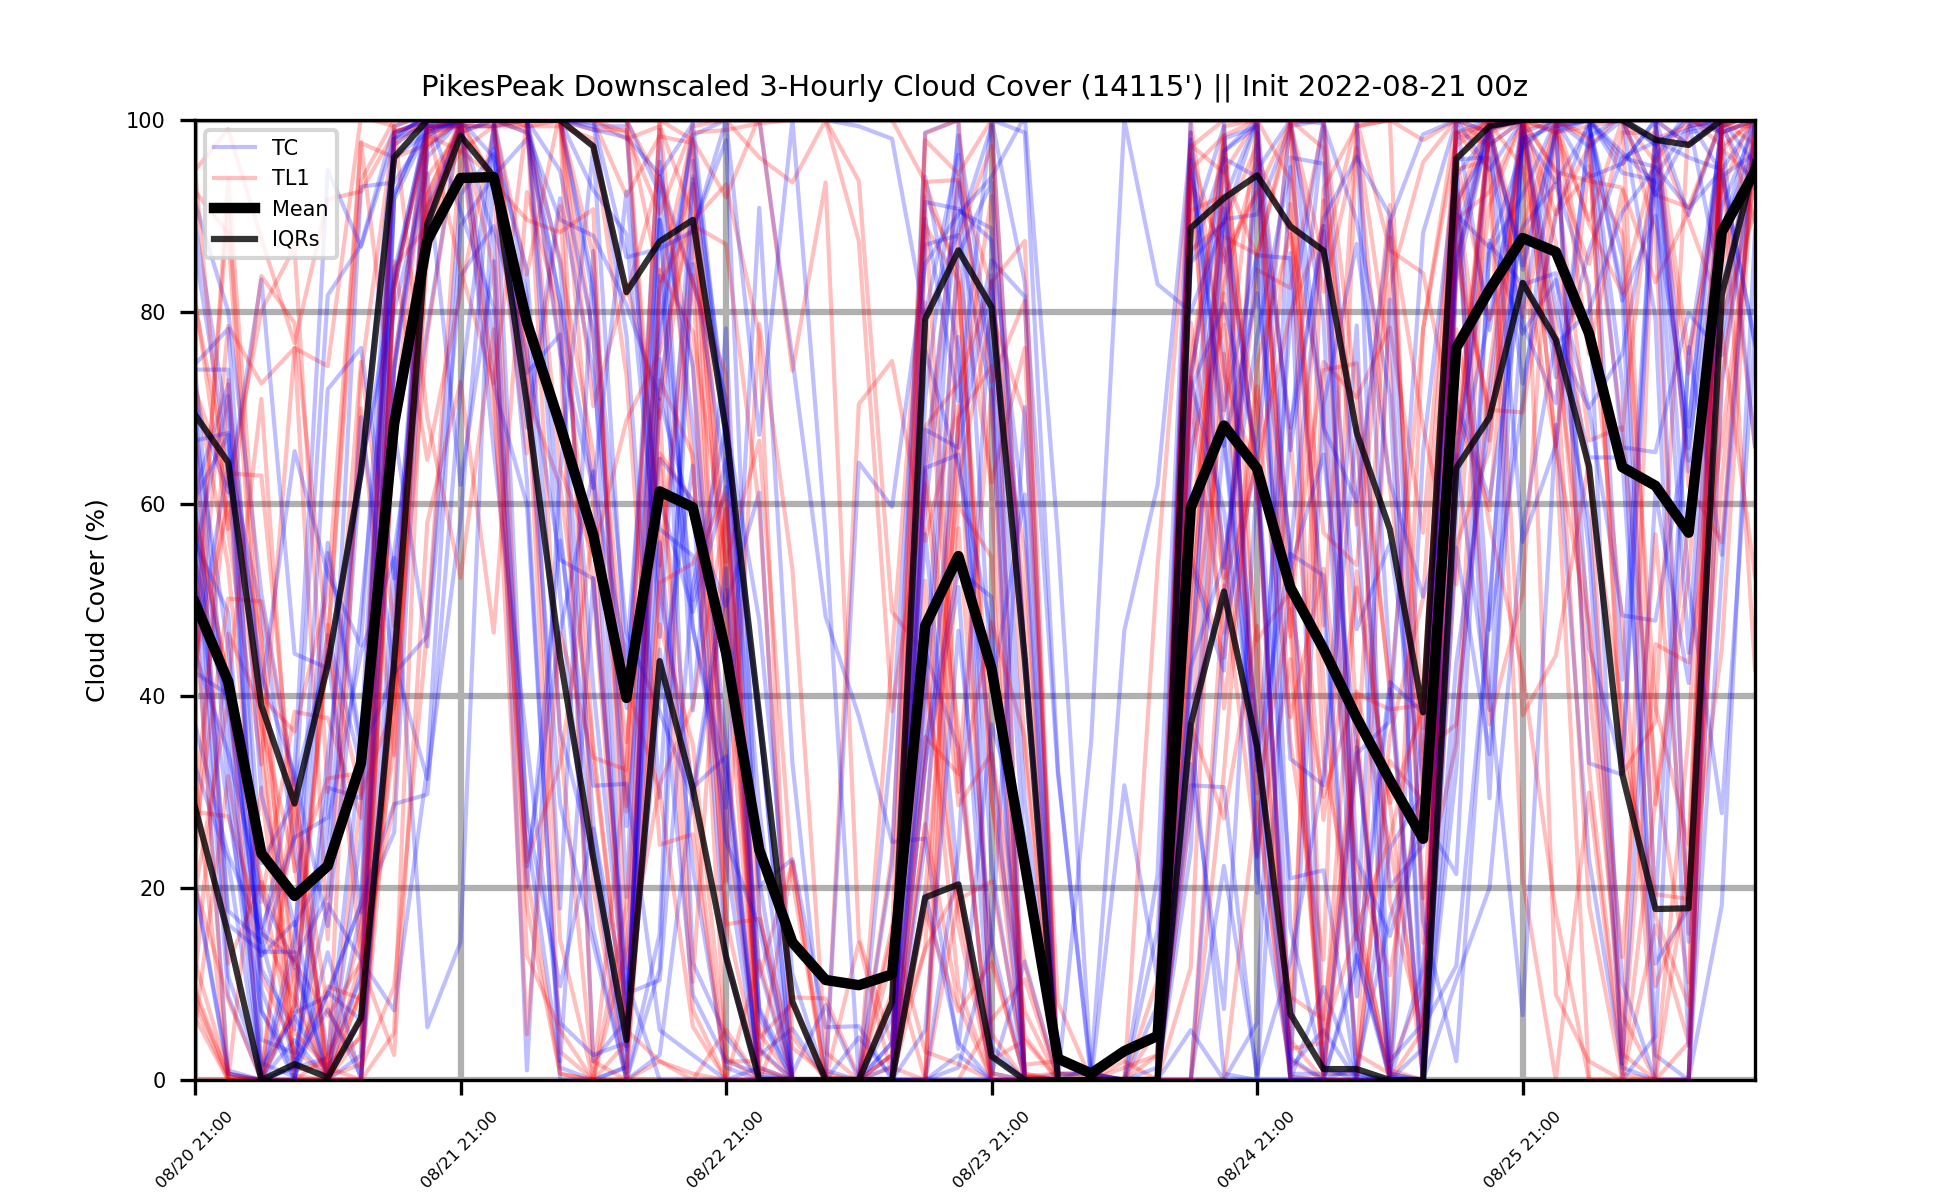 PikesPeak Downscaled 3-Hourly Cloud Cover (14115') || Init 2022-08-21 00z
Cloud Cover (%)
100
80
60
40
20
0
TC
TL1
Mean
IQRs
08/20 21:00
08/21 21:00
08/22 21:00
08/23 21:00
08/24 21:00
08/25 21:00